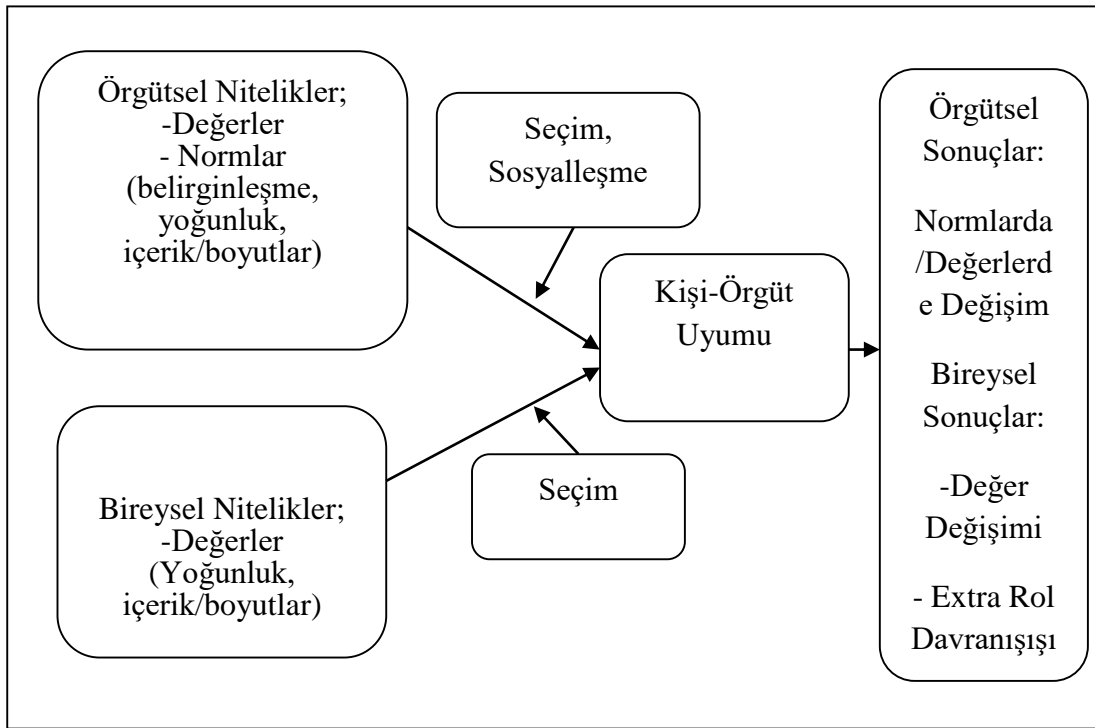 Örgütsel Nitelikler;
-Değerler
- Normlar
(belirginleşme,
yoğunluk,
içerik/boyutlar)
Seçim,
Sosyalleşme
Kişi-Örgüt
Uyumu
Bireysel Nitelikler;
-Değerler
(Yoğunluk,
içerik/boyutlar)
Seçim
Örgütsel
Sonuçlar:
Normlarda
/Değerlerd
e Değişim
Bireysel
Sonuçlar:
-Değer
Değişimi
- Extra Rol
Davranışışı